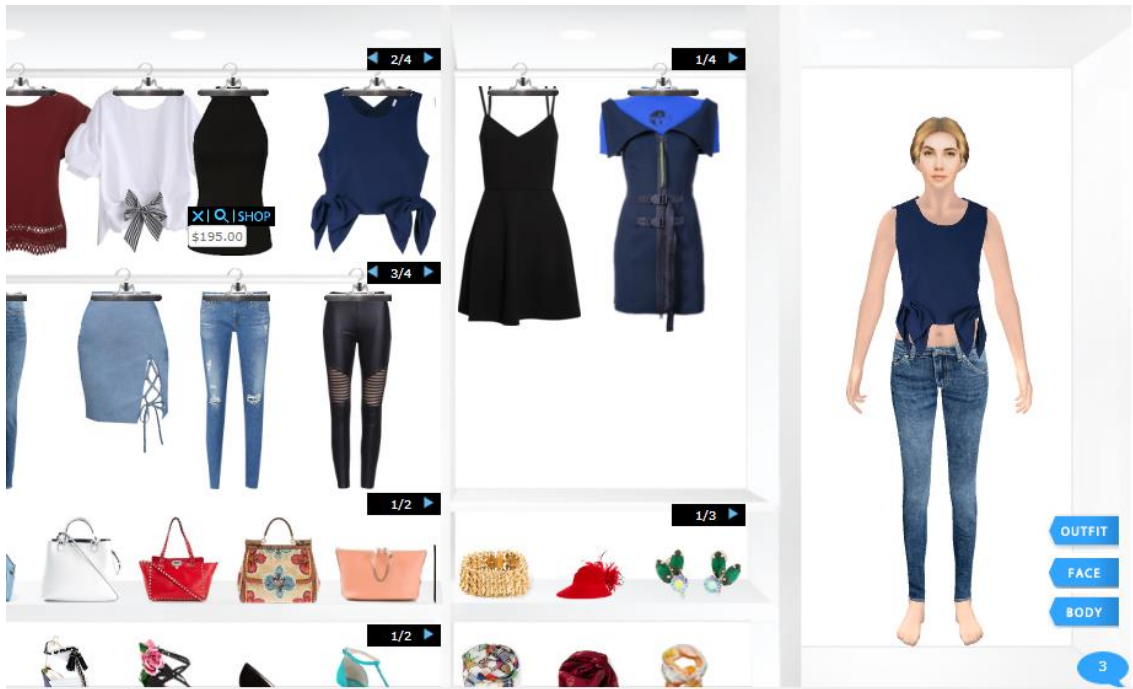 2/4
1/4
X| |SHOP
$195.00
3/4
1/2
1/3
OUTFIT
FACE
BODY
1/2
3